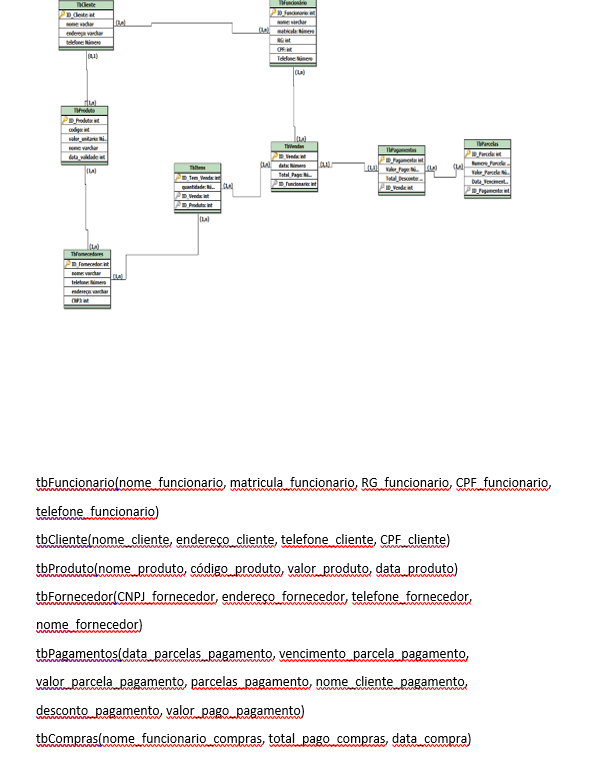 TbCliente
ID_Cliente: int
nome: varchar
endereço: varchar
telefone: Número
(1,n)
(0,1)
TbFuncionário
ID_Funcionario: int
nome: varchar
matricula: Número
RG: int
CPF: int
Telefone: Número
(1,n)
(1,n)
(1,n)
TbProduto
ID_Produto: int
codigo: int
valor_unitario: Nú...
nome: varchar
data_validade: int
(1,n)
TbItens
ID_Tem_Venda: int
quantidade: Nú...
ID_Venda: int
ID_Produto: int
(1,n)
(1,n)
(1,n)
TbVendas
ID_Venda: int
data: Número
Total_Pago: Nú...
ID_Funcionario: int
(1,n)
(1,1)
TbPagamentos
ID_Pagamento: int
Valor_Pago: Nú...
Total_Desconto: ...
ID_Venda: int
(1,1)
(1,n)
TbParcelas
ID_Parcela: int
Numero_Parcela: ...
Valor_Parcela: Nú...
Data_Venciment...
ID_Pagamento: int
(1,n)
(1,n)
TbFornecedores
ID_Fornecedor: int
nome: varchar
telefone: Número
endereço: varchar
CNPJ: int
(1,n)
tbFuncionario(nome_funcionario, matricula_funcionario, RG_funcionario, CPF_funcionario,
telefone_funcionario)
tbCliente(nome_cliente, endereço_cliente, telefone_cliente, CPF_cliente)
tbProduto(nome_produto, código_produto, valor_produto, data_produto)
tbFornecedor(CNPJ_fornecedor, endereço_fornecedor, telefone_fornecedor,
nome_fornecedor)
tbPagamentos(data_parcelas_pagamento, vencimento_parcela_pagamento,
valor_parcela_pagamento, parcelas_pagamento, nome_cliente_pagamento,
desconto_pagamento, valor_pago_pagamento)
tbCompras(nome_funcionario_compras, total_pago_compras, data_compra)